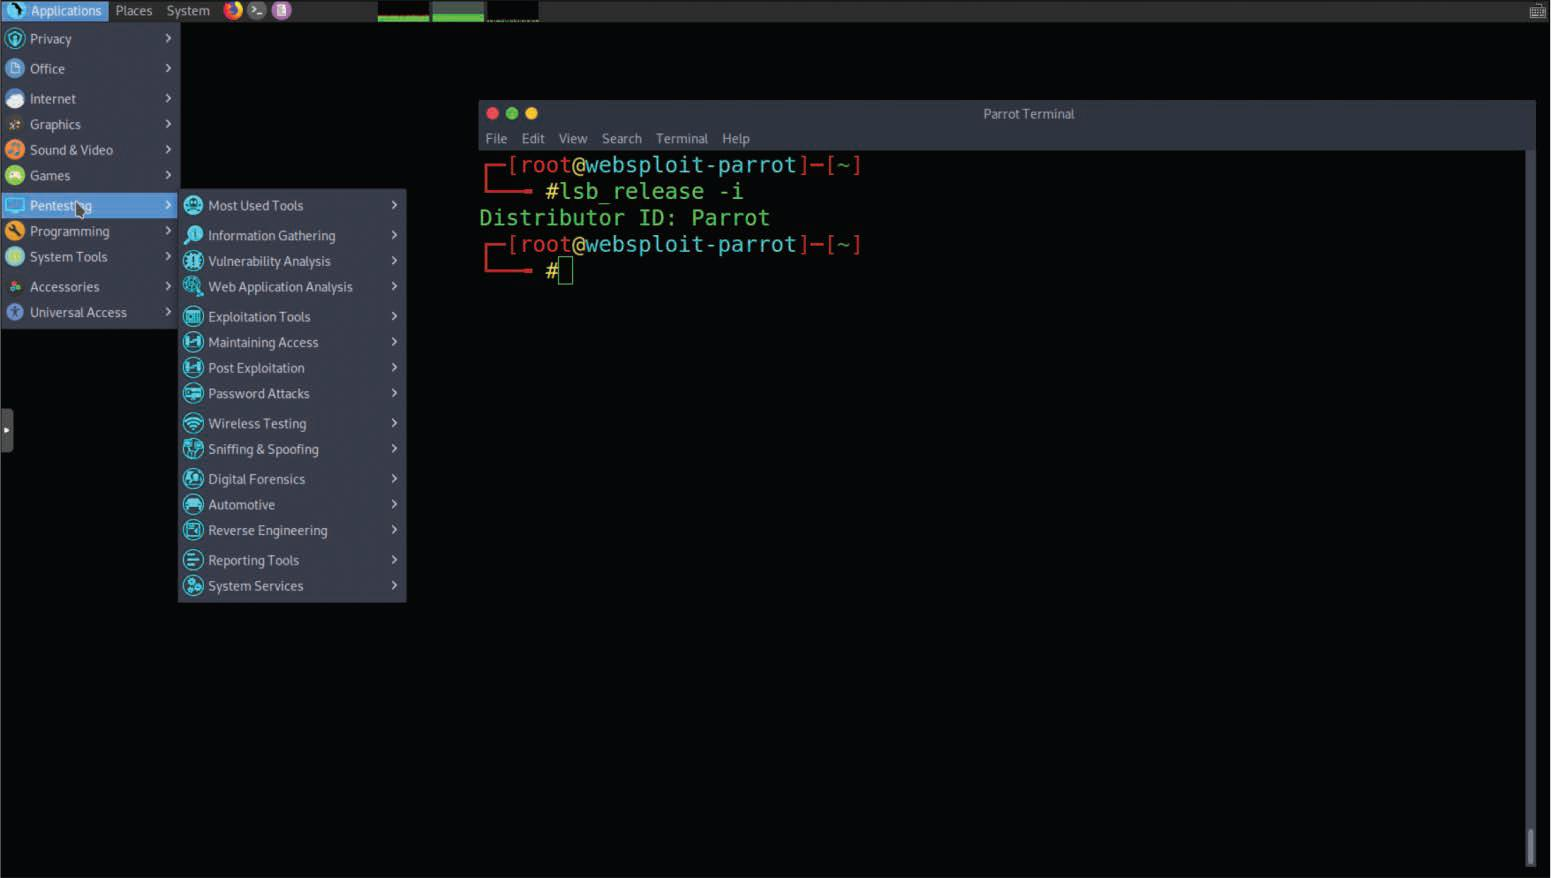 Applications Places System
Privacy
Office
Internet
Graphics
Sound & Video
Games
Pentesting
Programming
System Tools
Accessories
Universal Access
Most Used Tools
Information Gathering
Vulnerability Analysis
Web Application Analysis
Exploitation Tools
Maintaining Access
Post Exploitation
Password Attacks
Wireless Testing
Sniffing & Spoofing
Digital Forensics
Automotive
Reverse Engineering
Reporting Tools
System Services
Parrot Terminal
File Edit View Search Terminal Help
[root@websploit-parrot]─[~]
#lsb_release -i
Distributor ID: Parrot
[root@websploit-parrot]─[~]
#